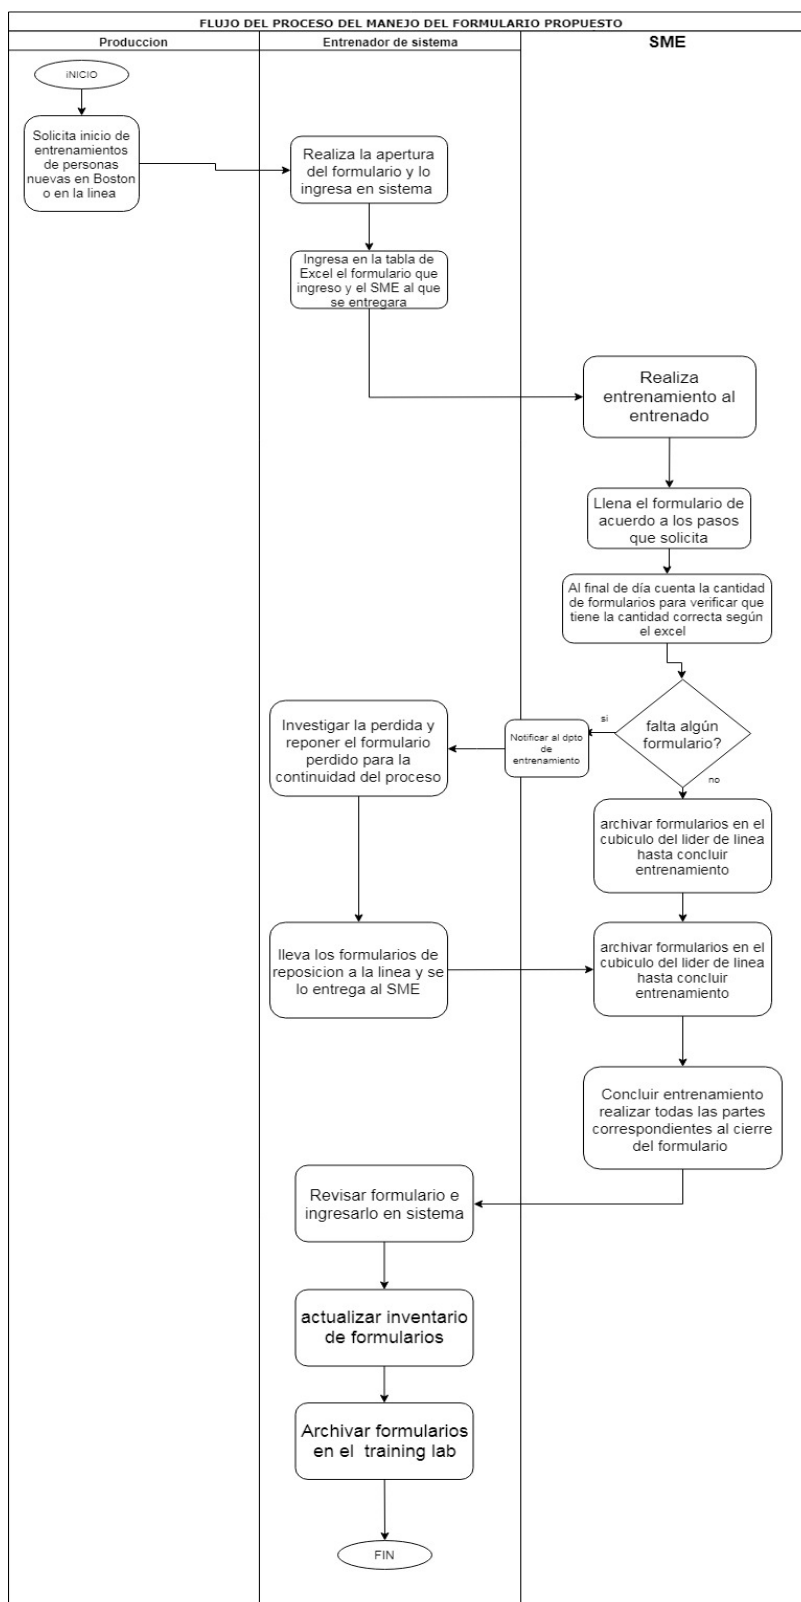 FLUJO DEL PROCESO DEL MANEJO DEL FORMULARIO PROPUESTO
Produccion
Entrenador de sistema
SME
iNICIO
Solicita inicio de
entrenamientos
de personas
nuevas en Boston
o en la linea
Realiza la apertura
del formulario y lo
ingresa en sistema
Ingresa en la tabla de
Excel el formulario que
ingreso y el SME al que
se entregara
Realiza
entrenamiento al
entrenado
Llena el formulario de
acuerdo a los pasos
que solicita
Al final de día cuenta la cantidad
de formularios para verificar que
tiene la cantidad correcta según
el excel
falta algún
formulario?
si
no
Notificar al dpto
de
entrenamiento
Investigar la perdida y
reponer el formulario
perdido para la
continuidad del proceso
archivar formularios en el
cubiculo del lider de linea
hasta concluir
entrenamiento
lleva los formularios de
reposicion a la linea y se
lo entrega al SME
archivar formularios en el
cubiculo del lider de linea
hasta concluir
entrenamiento
Concluir entrenamiento
realizar todas las partes
correspondientes al cierre
del formulario
Revisar formulario e
ingresarlo en sistema
actualizar inventario
de formularios
Archivar formularios
en el training lab
FIN